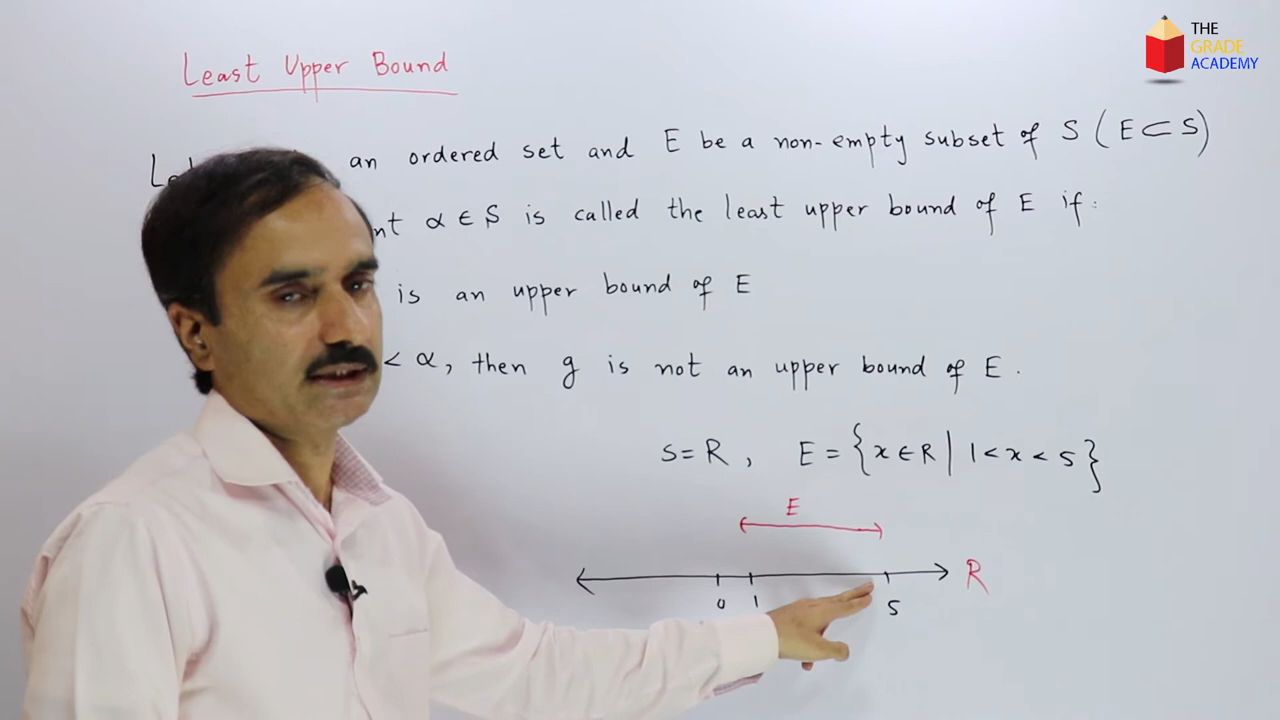 THE
GRADE
ACADEMY
Least Upper Bound
an ordered set and E be a non-empty subset of S (E ⊂ S)
α ∈ S is called the least upper bound of E if:
is an upper bound of E
< α, then g is not an upper bound of E.
S = R, E = {x ∈ R | 1 < x < 5}
E
R
0 1 5